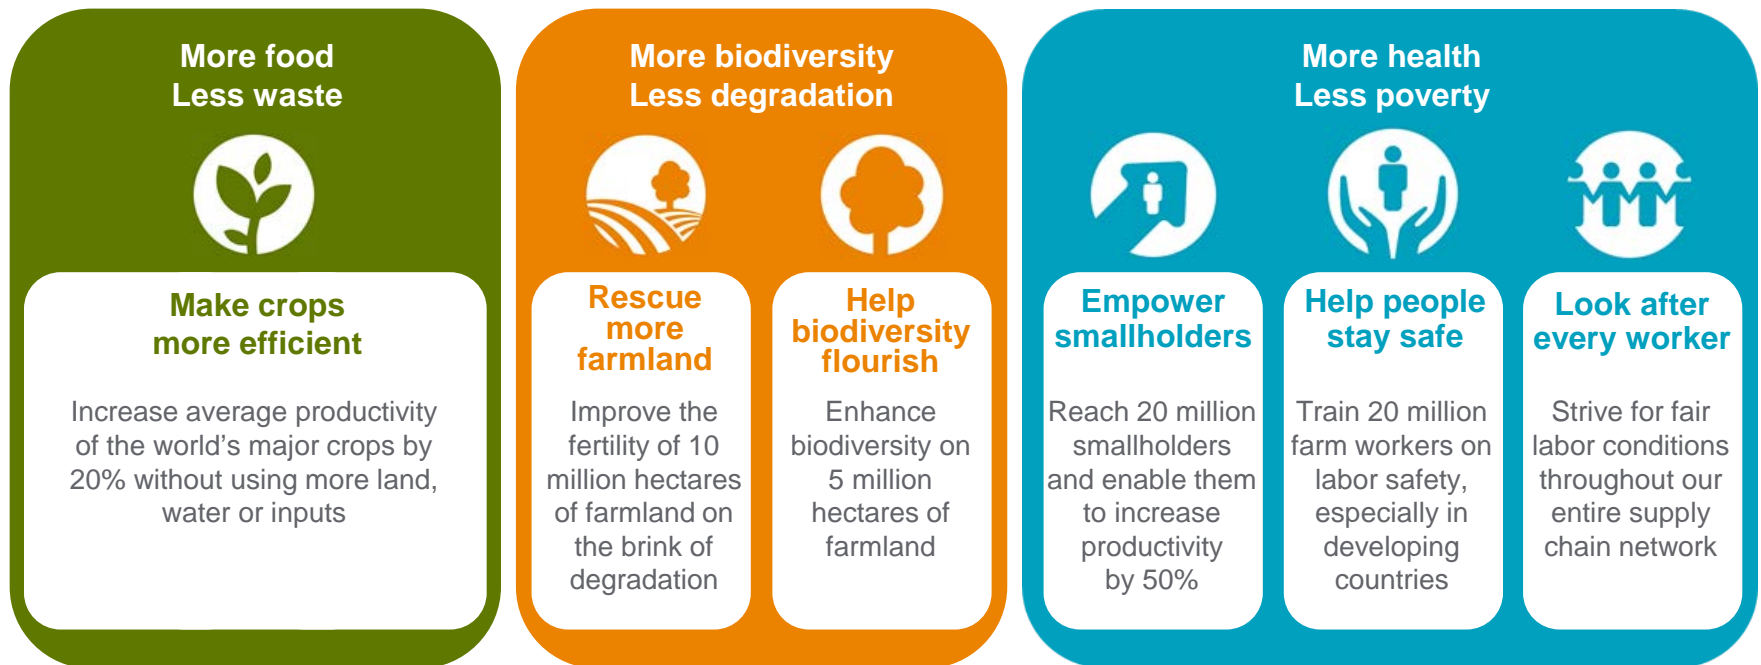 More food
Less waste
Make crops
more efficient
Increase average productivity
of the world's major crops by
20% without using more land,
water or inputs
More biodiversity
Less degradation
Rescue
more
farmland
Improve the
fertility of 10
million hectares
of farmland on
the brink of
degradation
Help
biodiversity
flourish
Enhance
biodiversity on
5 million
hectares of
farmland
More health
Less poverty
Empower
smallholders
Reach 20 million
smallholders
and enable them
to increase
productivity
by 50%
Help people
stay safe
Train 20 million
farm workers on
labor safety,
especially in
developing
countries
Look after
every worker
Strive for fair
labor conditions
throughout our
entire supply
chain network